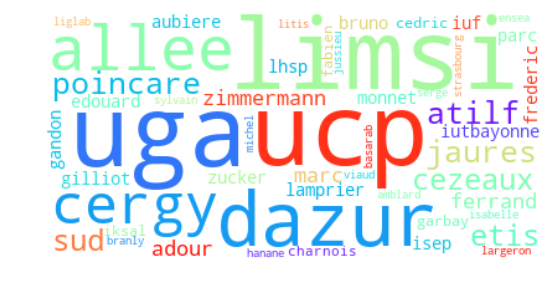 liglab aubiere litis bruno cedric iuf ensea
allee limsi fabien jussieu parc
lhsp strasbourg frederic
poincare zimmermann monnet serge
edouard sylvain atilf
gandon uga ucp michel basarab iutbayonne
jaures
gilliot zucker marc viaud cezeaux
lamprier amblard ferrand
cergy dazur garbay isabelle
iksal etis
sud branly adour isep
hanane charnois largeron